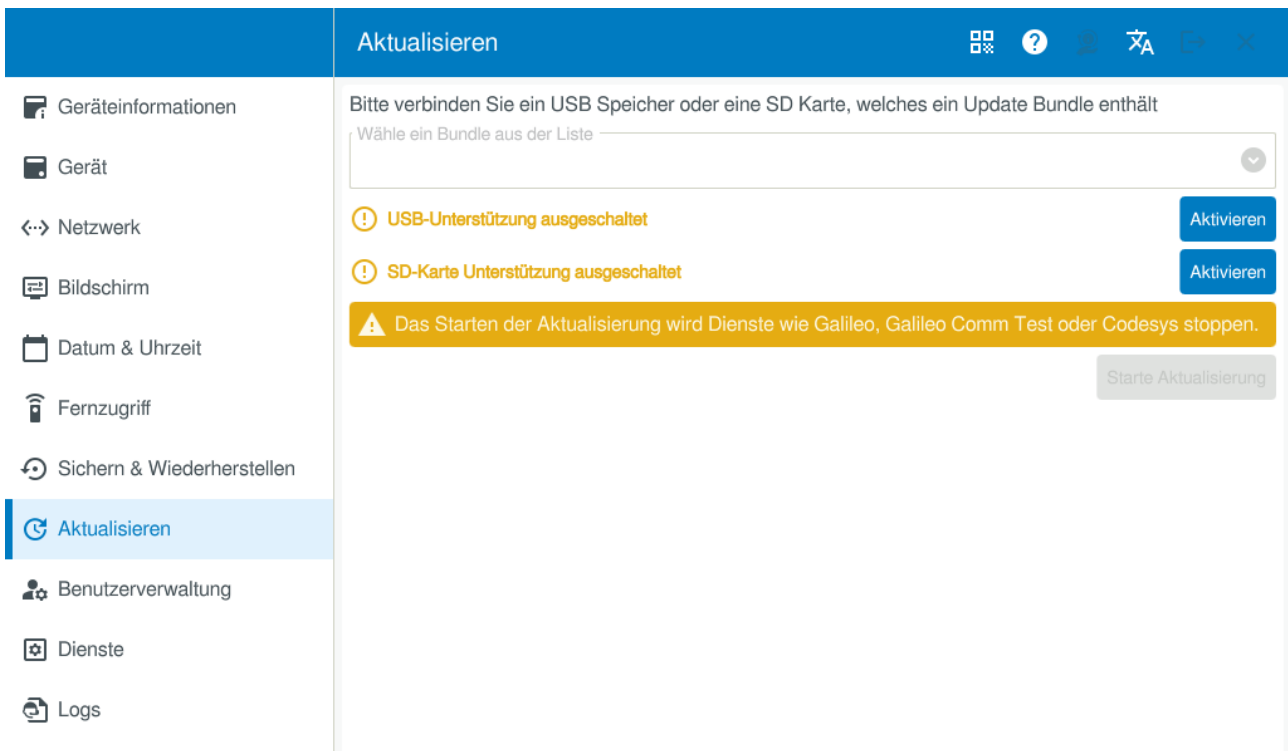 Aktualisieren
Geräteinformationen
Gerät
Netzwerk
Bildschirm
Datum & Uhrzeit
Fernzugriff
Sichern & Wiederherstellen
Aktualisieren
Benutzerverwaltung
Dienste
Logs
Bitte verbinden Sie ein USB Speicher oder eine SD Karte, welches ein Update Bundle enthält
Wähle ein Bundle aus der Liste
USB-Unterstützung ausgeschaltet
Aktivieren
SD-Karte Unterstützung ausgeschaltet
Aktivieren
Das Starten der Aktualisierung wird Dienste wie Galileo, Galileo Comm Test oder Codesys stoppen.
Starte Aktualisierung